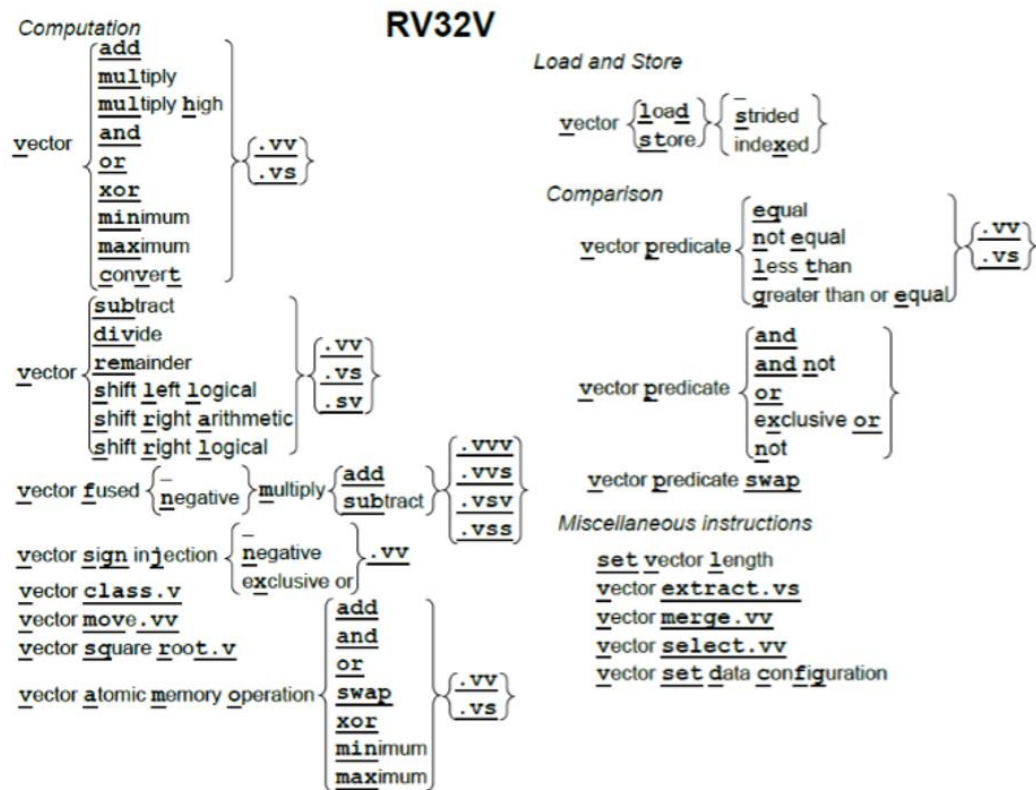 RV32V
Computation
vector
add
multiply
multiply high
and
or
xor
minimum
maximum
convert
.vv
.vs
vector
subtract
divide
remainder
shift left logical
shift right arithmetic
shift right logical
.vv
.vs
.sv
vector fused
–
negative
multiply
add
subtract
.vvv
.vvs
.vsv
.vss
vector sign injection
–
negative
exclusive or
.vv
vector class.v
vector move.vv
vector square root.v
vector atomic memory operation
add
and
or
swap
xor
minimum
maximum
.vv
.vs
Load and Store
vector
load
store
–
strided
indexed
Comparison
vector predicate
equal
not equal
less than
greater than or equal
.vv
.vs
vector predicate
and
and not
or
exclusive or
not
vector predicate swap
Miscellaneous instructions
set vector length
vector extract.vs
vector merge.vv
vector select.vv
vector set data configuration